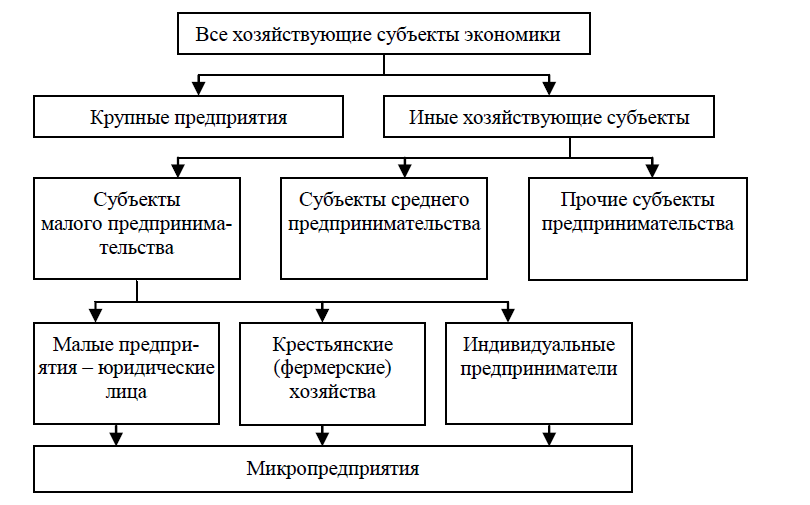 Все хозяйствующие субъекты экономики
Крупные предприятия
Иные хозяйствующие субъекты
Субъекты
малого предпринима-
тельства
Субъекты среднего
предпринимательства
Прочие субъекты
предпринимательства
Малые предпри-
ятия – юридические
лица
Крестьянские
(фермерские)
хозяйства
Индивидуальные
предприниматели
Микропредприятия